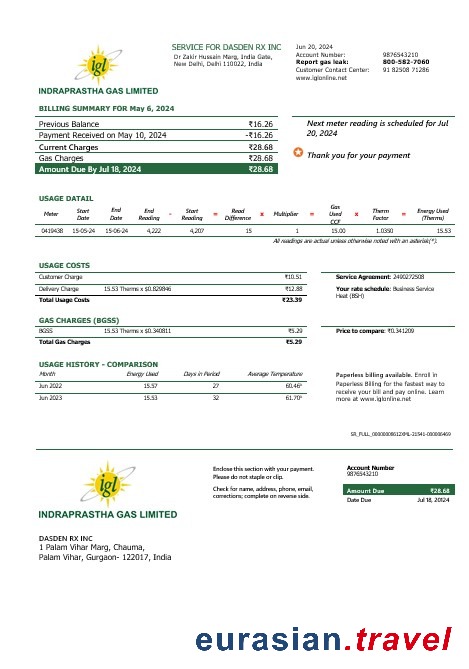 SERVICE FOR DASDEN RX INC
Dr Zakir Hussain Marg, India Gate,
New Delhi, Delhi 110022, India
Jun 20, 2024
Account Number: 9876543210
Report gas leak: 800-582-7060
Customer Contact Center: 91 82508 71286
www.iglonline.net
igl
INDRAPRASTHA GAS LIMITED
BILLING SUMMARY FOR May 6, 2024
Previous Balance ₹16.26
Payment Received on May 10, 2024 -₹16.26
Current Charges ₹28.68
Gas Charges ₹28.68
Amount Due By Jul 18, 2024 ₹28.68
Next meter reading is scheduled for Jul
20, 2024
Thank you for your payment
USAGE DATAIL
Meter Start Date End Date End Reading - Start Reading = Read Difference x Multiplier = Gas Used CCF x Therm Factor = Energy Used (Therms)
0419438 15-05-24 15-06-24 4,222 4,207 15 1 15.00 1.0350 15.53
All readings are actual unless otherwise noted with an asterisk(*).
USAGE COSTS
Customer Charge ₹10.51
Delivery Charge 15.53 Therms x $0.829846 ₹12.88
Total Usage Costs ₹23.39
Service Agreement: 2490272508
Your rate schedule: Business Service
Heat (BSH)
GAS CHARGES (BGSS)
BGSS 15.53 Therms x $0.340811 ₹5.29
Total Gas Charges ₹5.29
Price to compare: ₹0.341209
USAGE HISTORY - COMPARISON
Month Energy Used Days in Period Average Temperature
Jun 2022 15.57 27 60.46°
Jun 2023 15.53 32 61.70°
Paperless billing available. Enroll in
Paperless Billing for the fastest way to
receive your bill and pay online. Learn
more at www.iglonline.net
igl
INDRAPRASTHA GAS LIMITED
Enclose this section with your payment.
Please do not staple or clip.
Check for name, address, phone, email,
corrections; complete on reverse side.
Account Number
9876543210
Amount Due ₹28.68
Date Due Jul 18, 20124
DASDEN RX INC
1 Palam Vihar Marg, Chauma,
Palam Vihar, Gurgaon- 122017, India
eurasian.travel